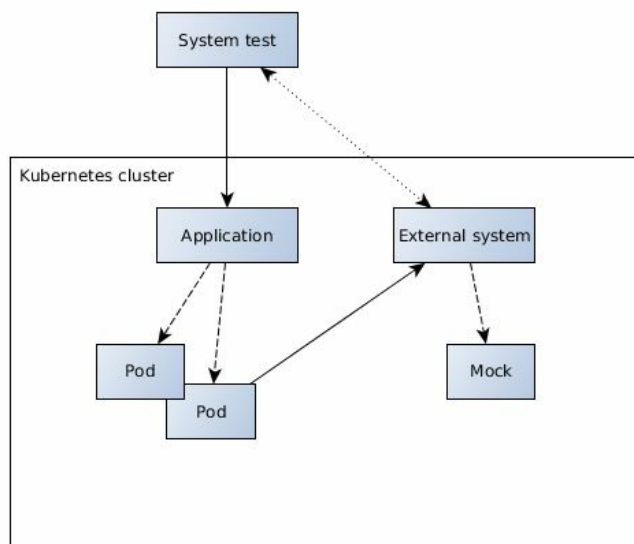 System test
Kubernetes cluster
Application
External system
Pod
Mock
Pod